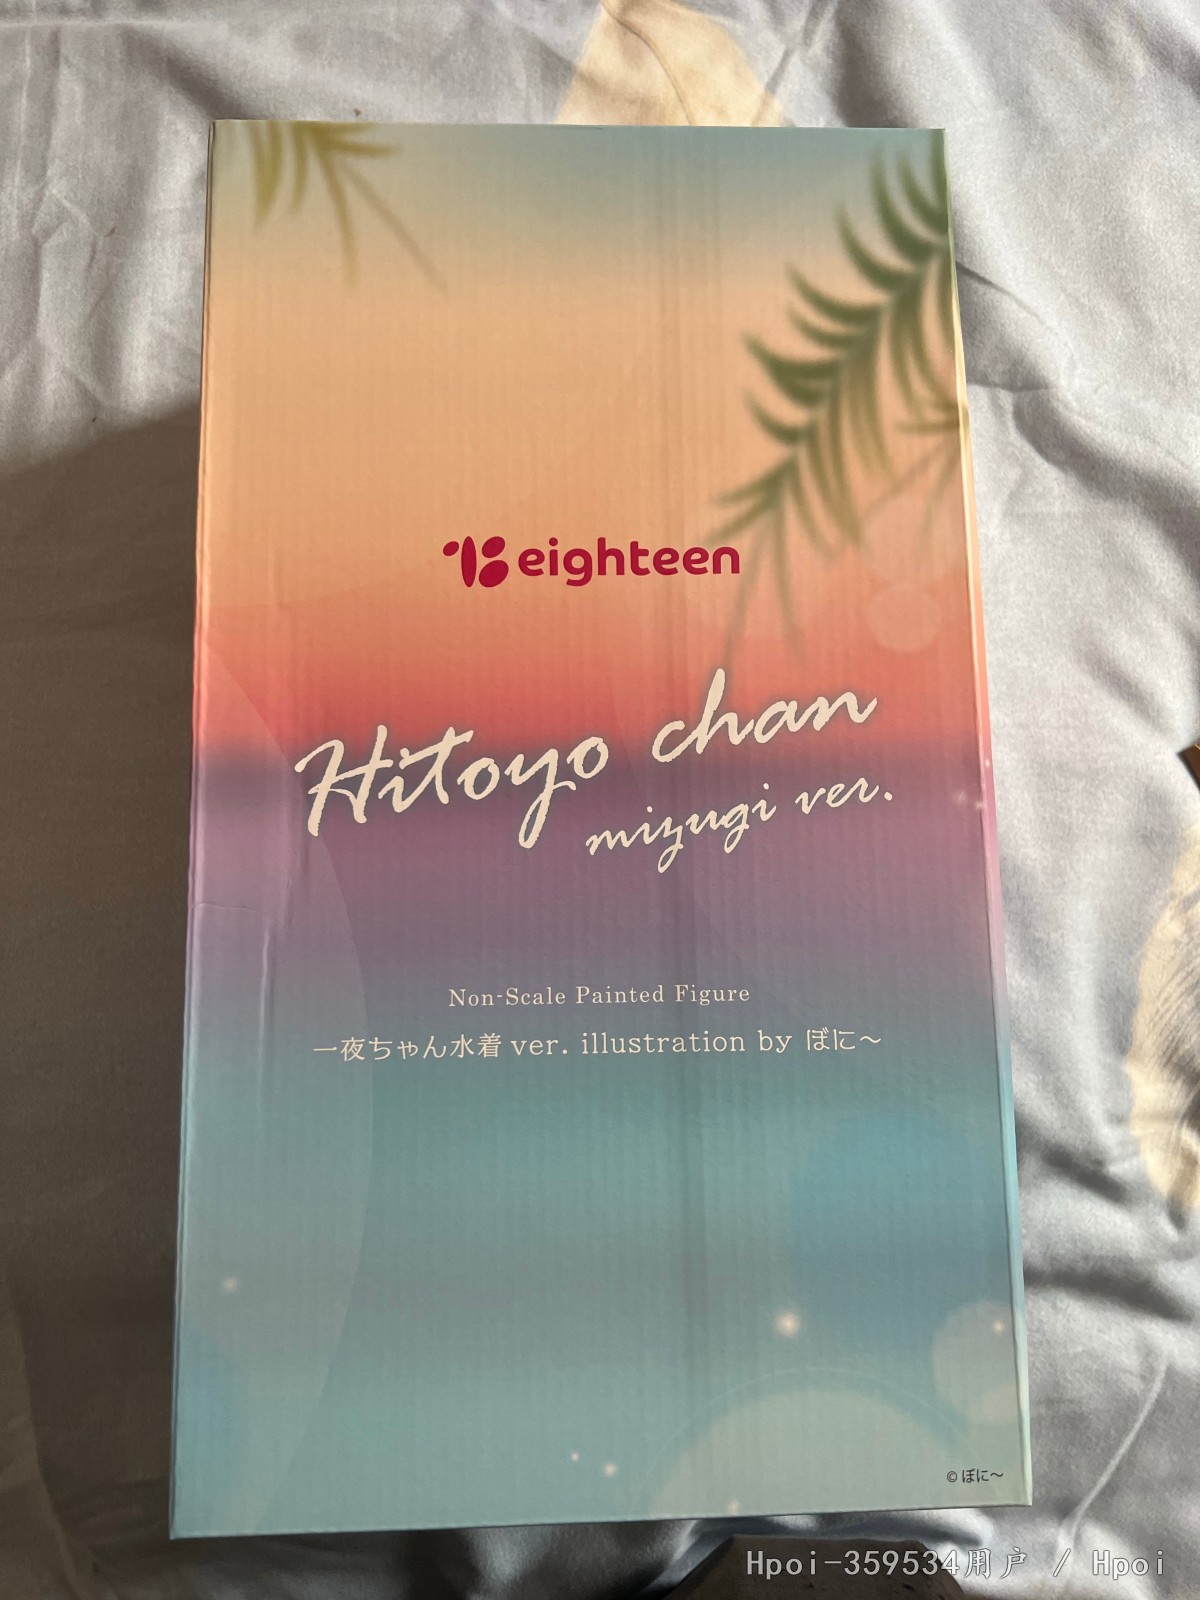 eighteen
Hitoyo chan
mizugi ver.
Non-Scale Painted Figure
一夜ちゃん水着 ver. illustration by ぼに〜
© ぼに〜
Hpoi-359534用户 / Hpoi